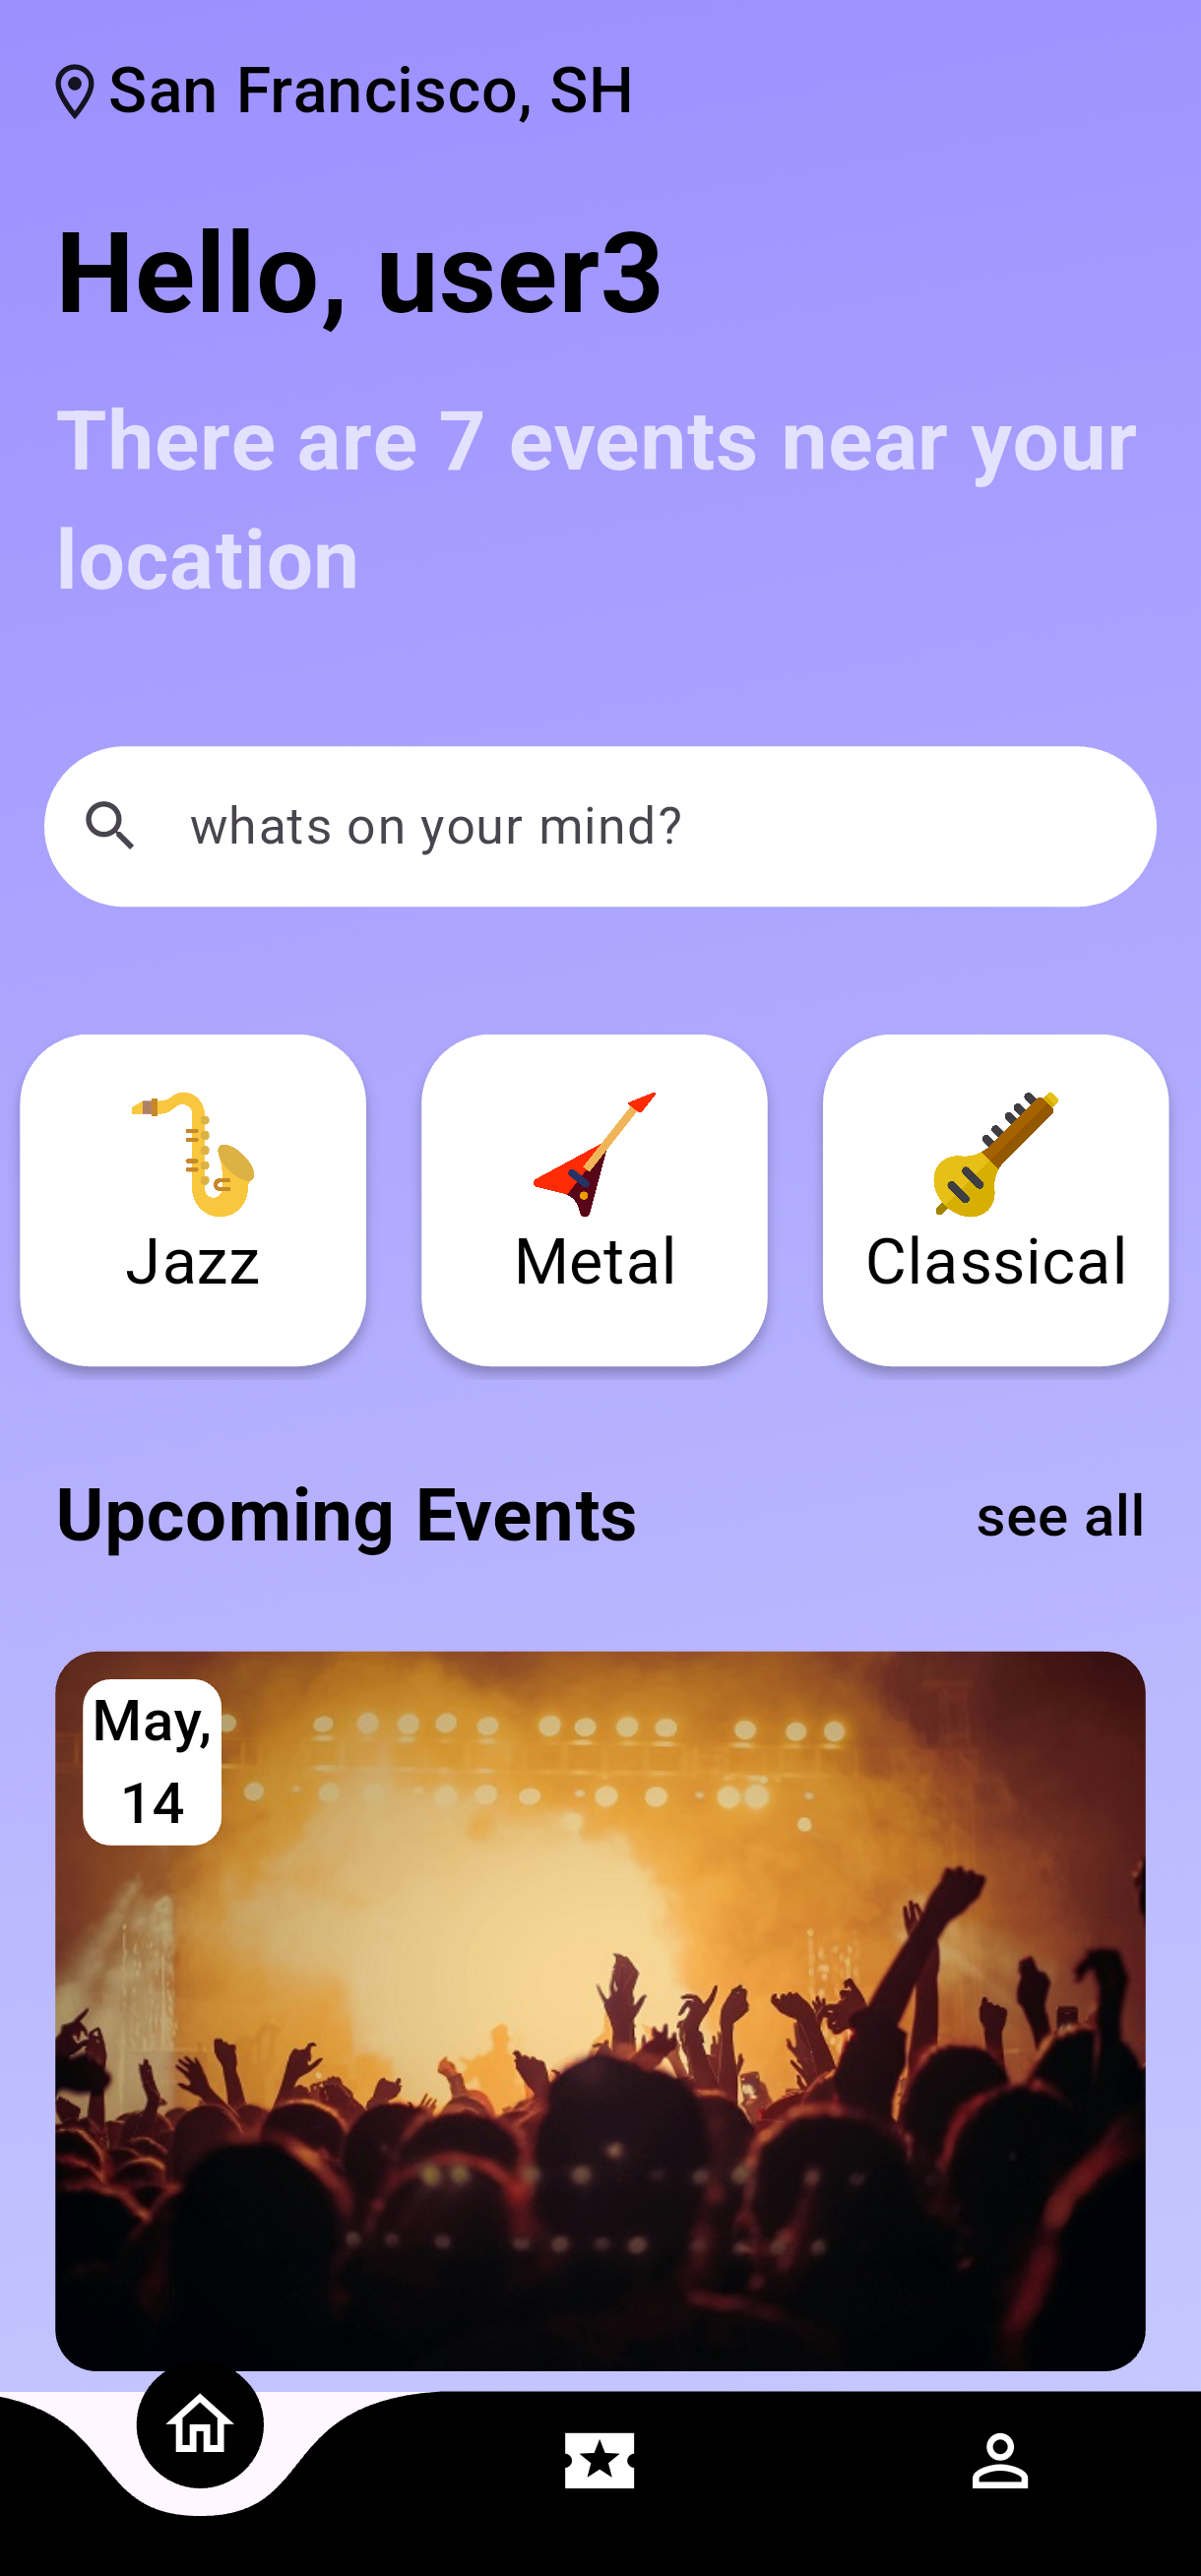 San Francisco, SH
Hello, user3
There are 7 events near your
location
whats on your mind?
Jazz
Metal
Classical
Upcoming Events
see all
May,
14